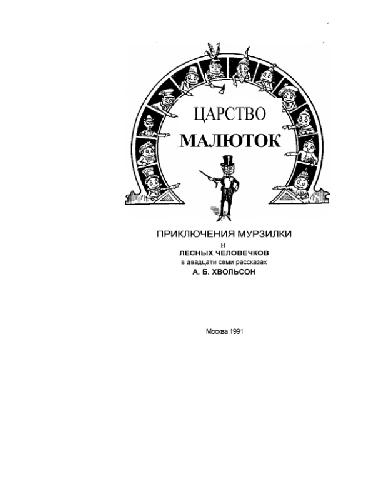 ЦАРСТВО
МАЛЮТОК
ПРИКЛЮЧЕНИЯ МУРЗИЛКИ
И
ЛЕСНЫХ ЧЕЛОВЕЧКОВ
в двадцати семи рассказах
А. Б. ХВОЛЬСОН
Москва 1991